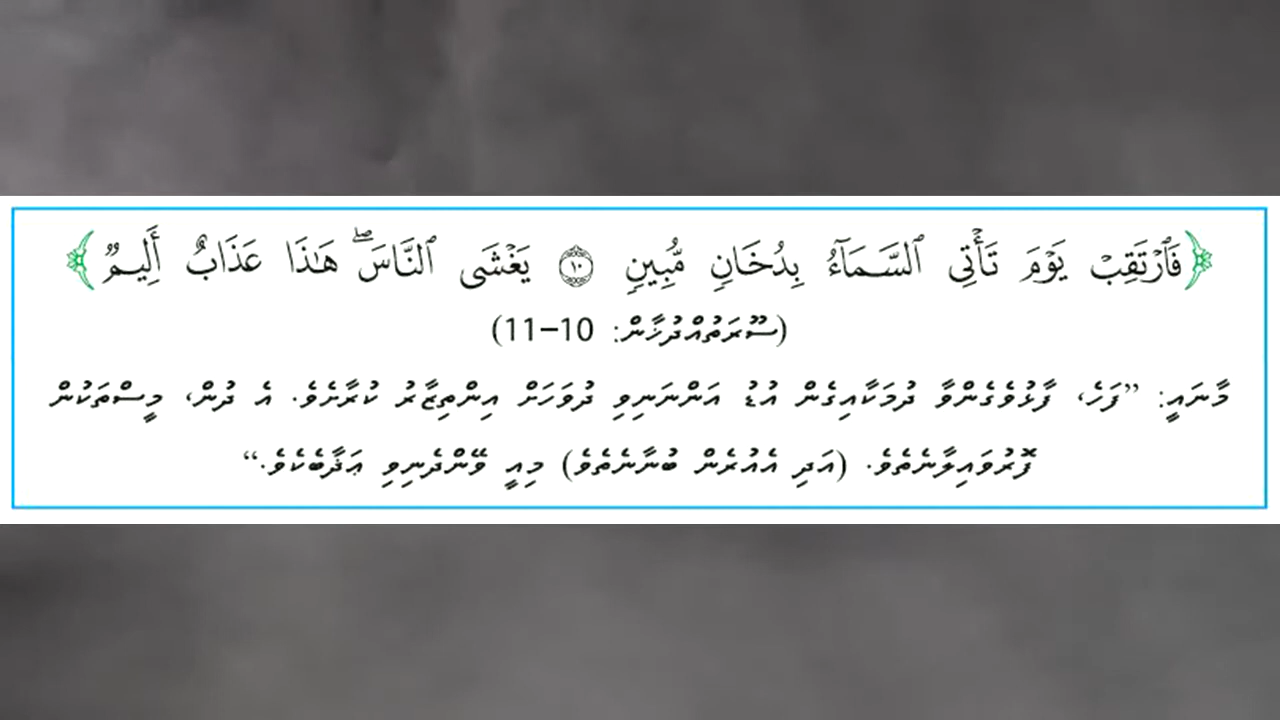 ﴿فَٱرْتَقِبْ يَوْمَ تَأْتِى ٱلسَّمَآءُ بِدُخَانٍ مُّبِينٍ ۝١٠ يَغْشَى ٱلنَّاسَ ۖ هَـٰذَا عَذَابٌ أَلِيمٌ﴾
(ސޫރަތުއްދުޚާން: 10–11)
މާނައީ: ”ފަހެ، ފާޅުވެގެންވާ ދުމަކާއިގެން އުޑު އަންނަނިވި ދުވަހަށް އިންތިޒާރު ކުރާށެވެ. އެ ދުން، މީސްތަކުން
ފޮރުވައިލާނެތެވެ. (އަދި އެއުރެން ބުނާނެތެވެ) މިއީ ވޭންދެނިވި ޢަޛާބެކެވެ.“